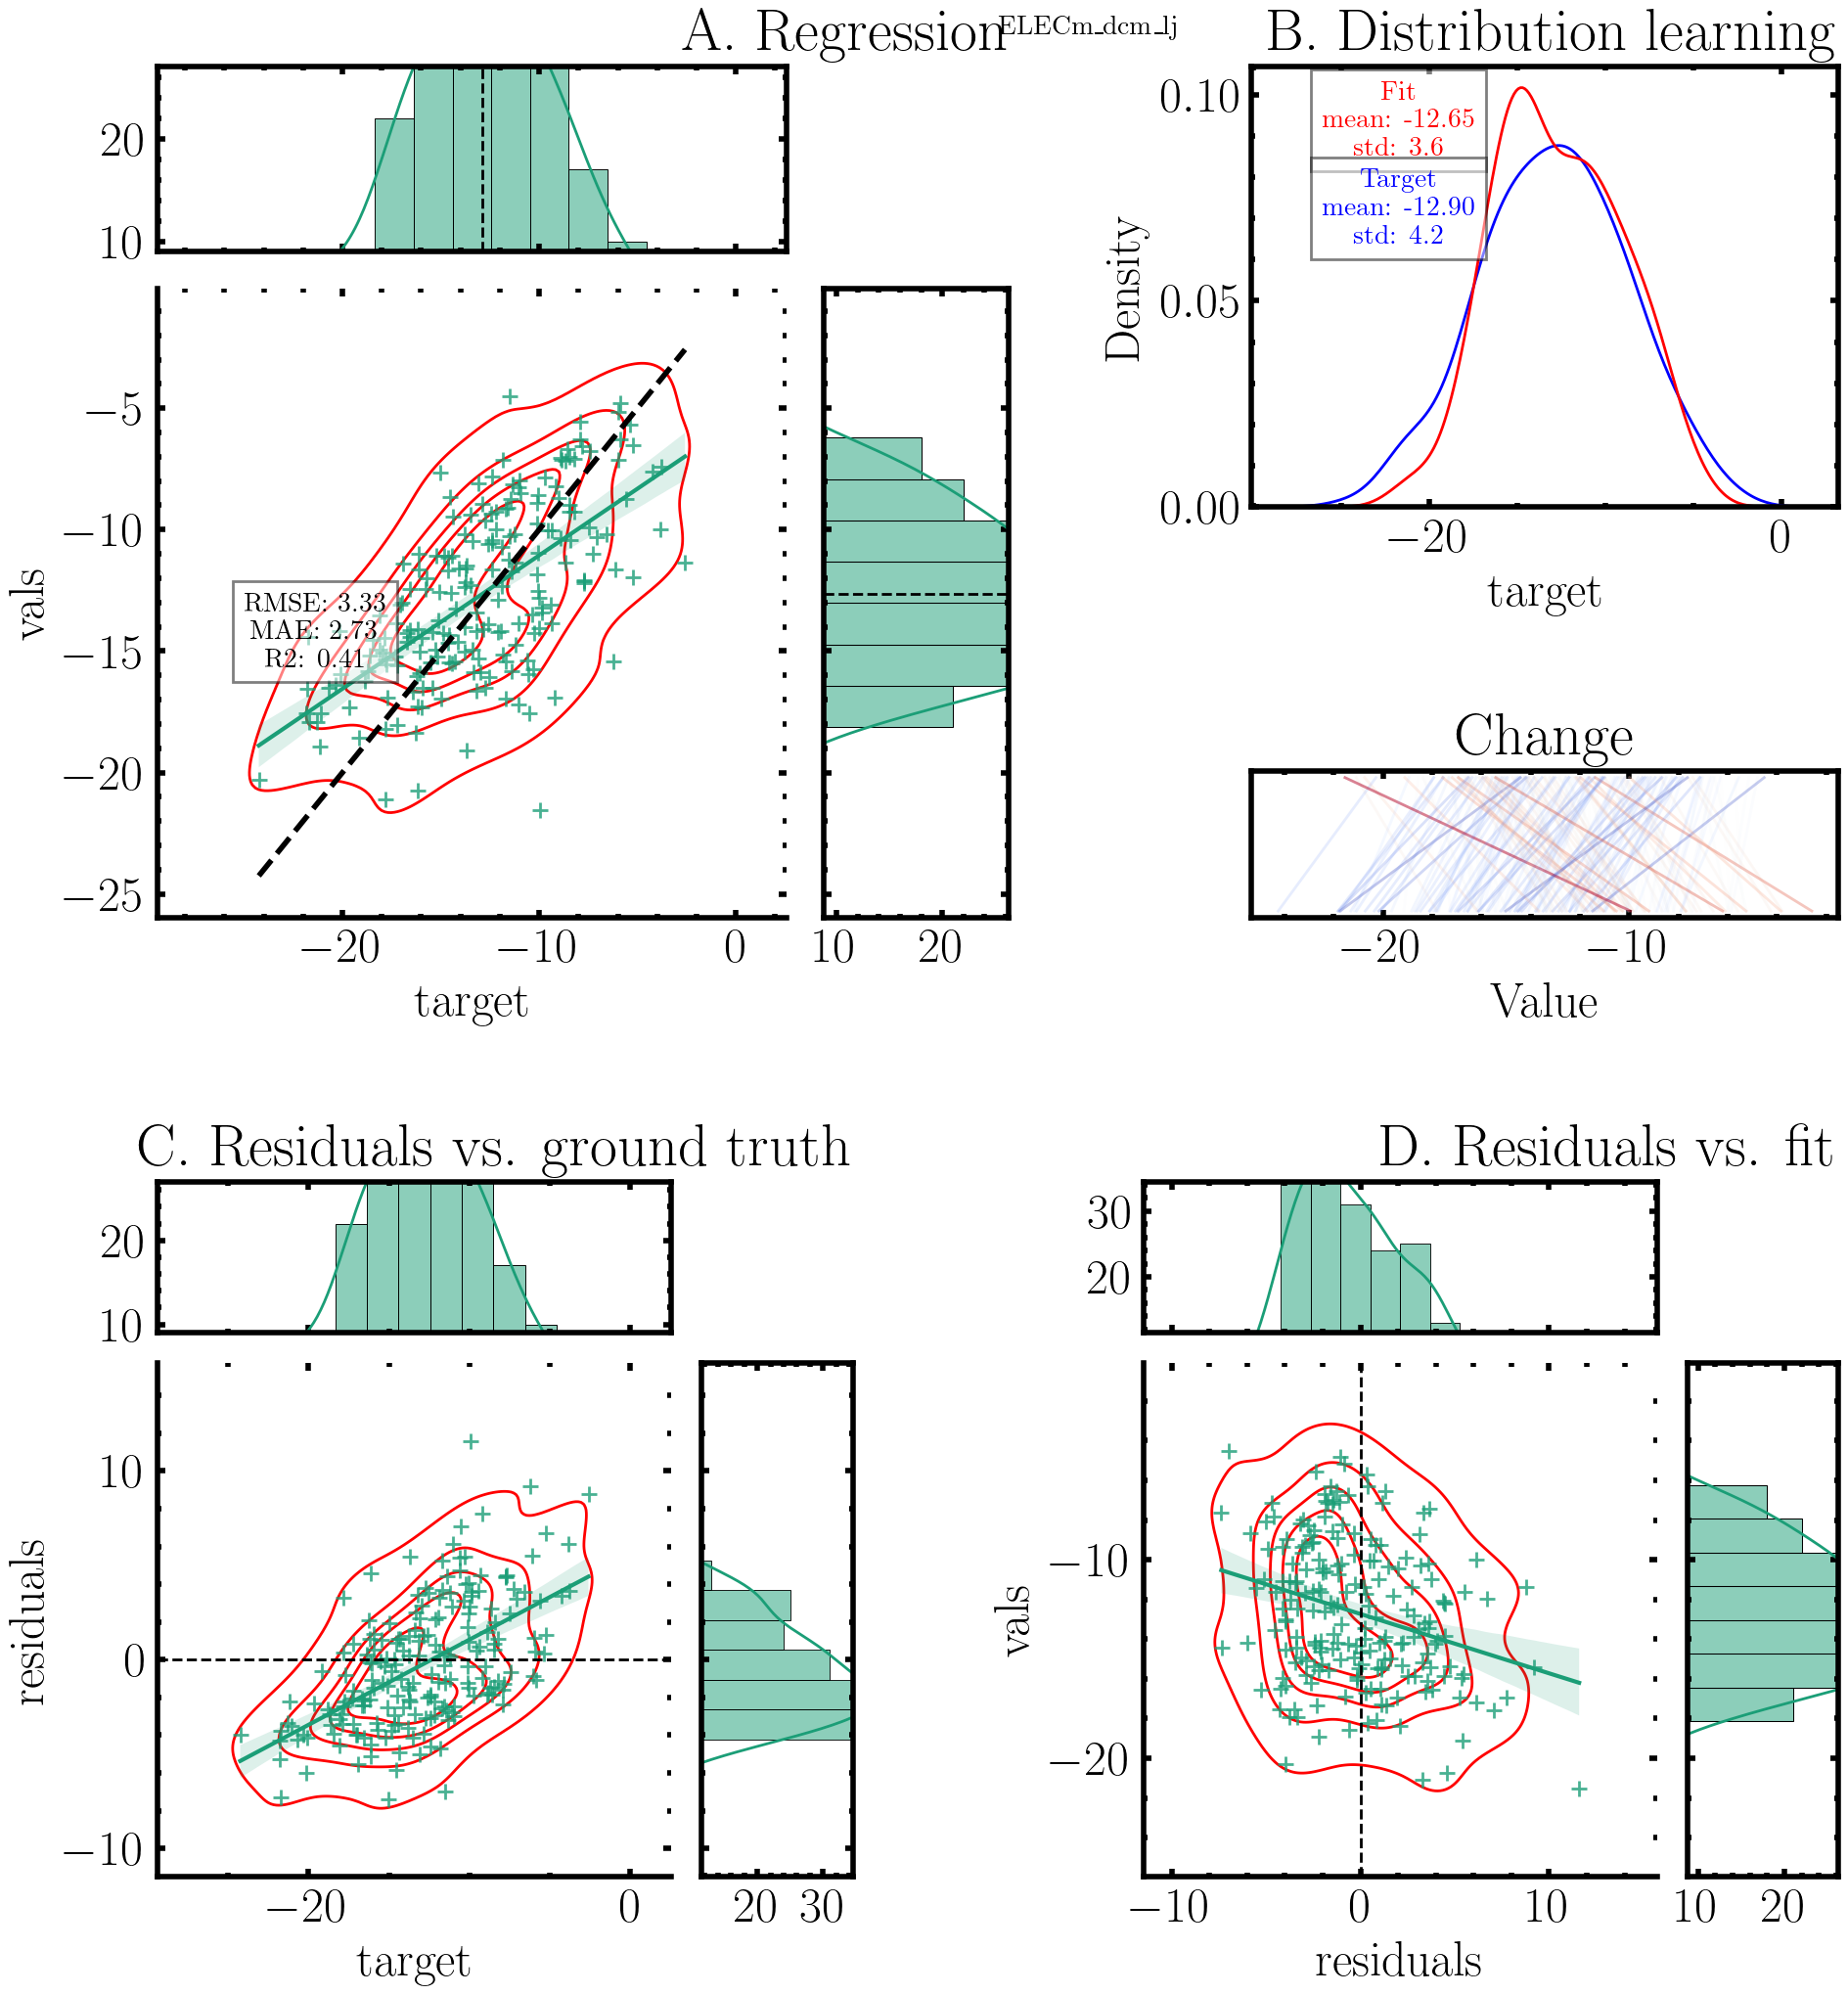 A. Regression
ELECm_dcm_lj
20
10
vals
−5
−10
−15
−20
−25
RMSE: 3.33
MAE: 2.73
R2: 0.41
−20
−10
0
target
10
20
B. Distribution learning
Density
0.10
0.05
0.00
Fit
mean: -12.65
std: 3.6
Target
mean: -12.90
std: 4.2
−20
0
target
Change
−20
−10
Value
C. Residuals vs. ground truth
20
10
residuals
10
0
−10
−20
0
target
20
30
D. Residuals vs. fit
30
20
vals
−10
−20
−10
0
10
residuals
10
20